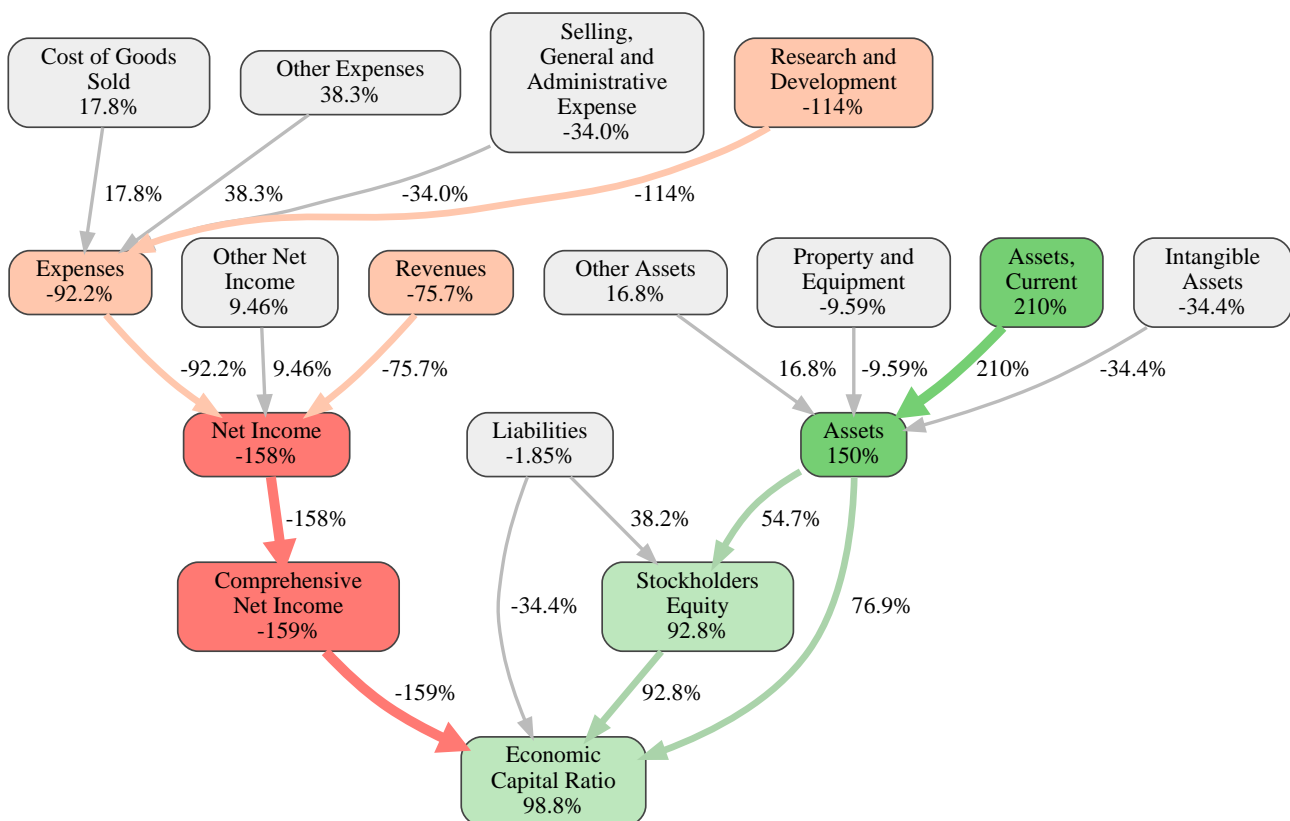 Cost of Goods
Sold
17.8%
Other Expenses
38.3%
Selling,
General and
Administrative
Expense
-34.0%
Research and
Development
-114%
17.8%
38.3%
-34.0%
-114%
Expenses
-92.2%
Other Net
Income
9.46%
Revenues
-75.7%
Other Assets
16.8%
Property and
Equipment
-9.59%
Assets,
Current
210%
Intangible
Assets
-34.4%
-92.2%
9.46%
-75.7%
16.8%
-9.59%
210%
-34.4%
Net Income
-158%
Liabilities
-1.85%
Assets
150%
-158%
38.2%
54.7%
Comprehensive
Net Income
-159%
-34.4%
Stockholders
Equity
92.8%
76.9%
-159%
92.8%
Economic
Capital Ratio
98.8%